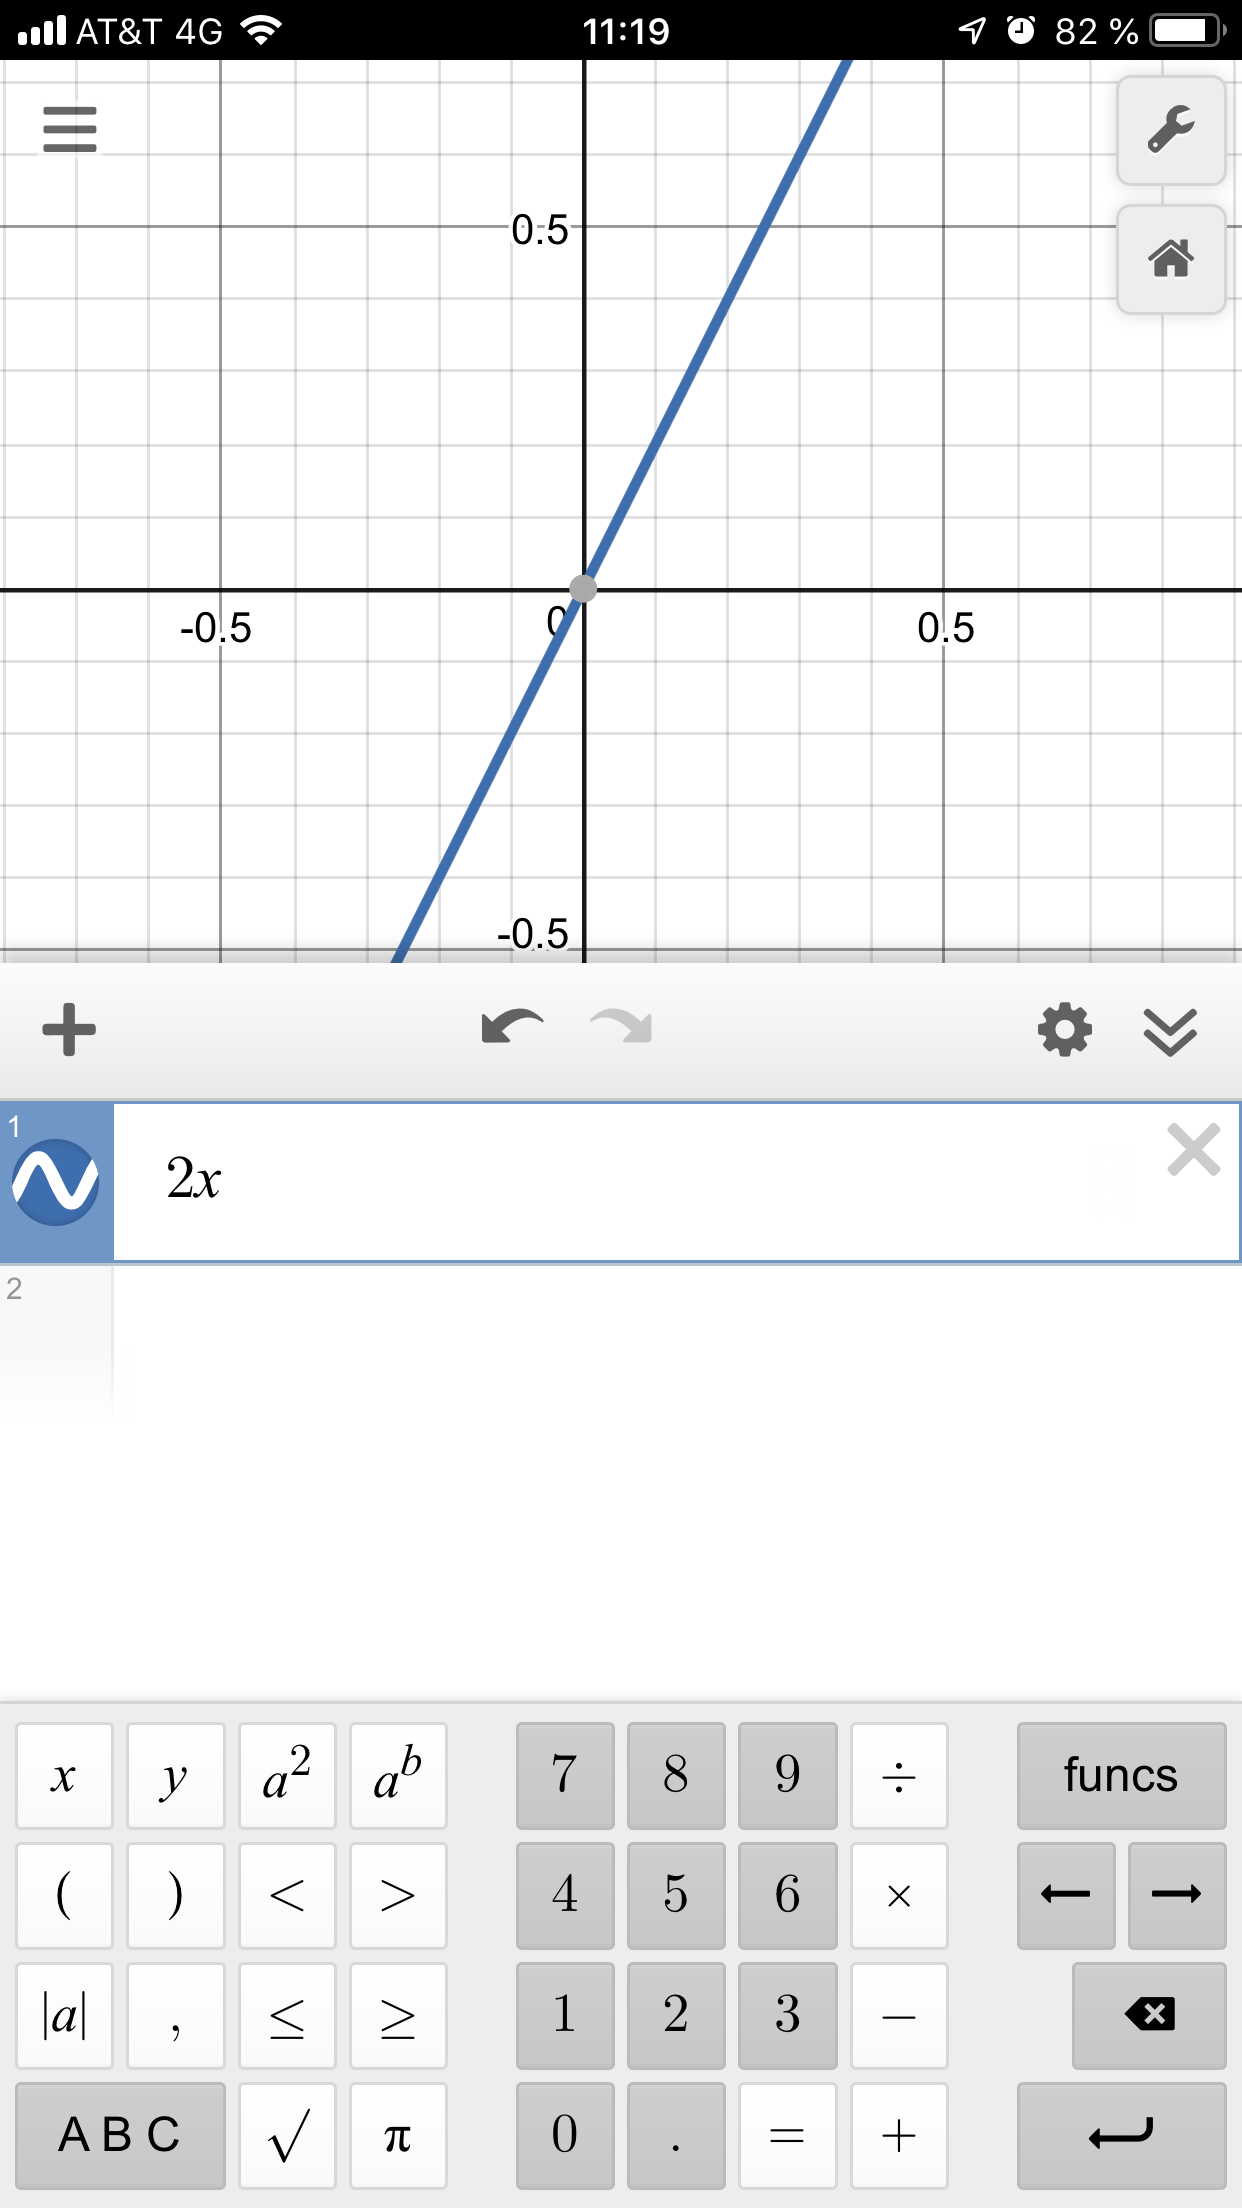 AT&T 4G 11:19 82 %
0.5
-0.5 0 0.5
-0.5
1
2x
2
x y a² aᵇ 7 8 9 ÷ funcs
( ) < > 4 5 6 × ← →
|a| , ≤ ≥ 1 2 3 −
A B C √ π 0 . = +